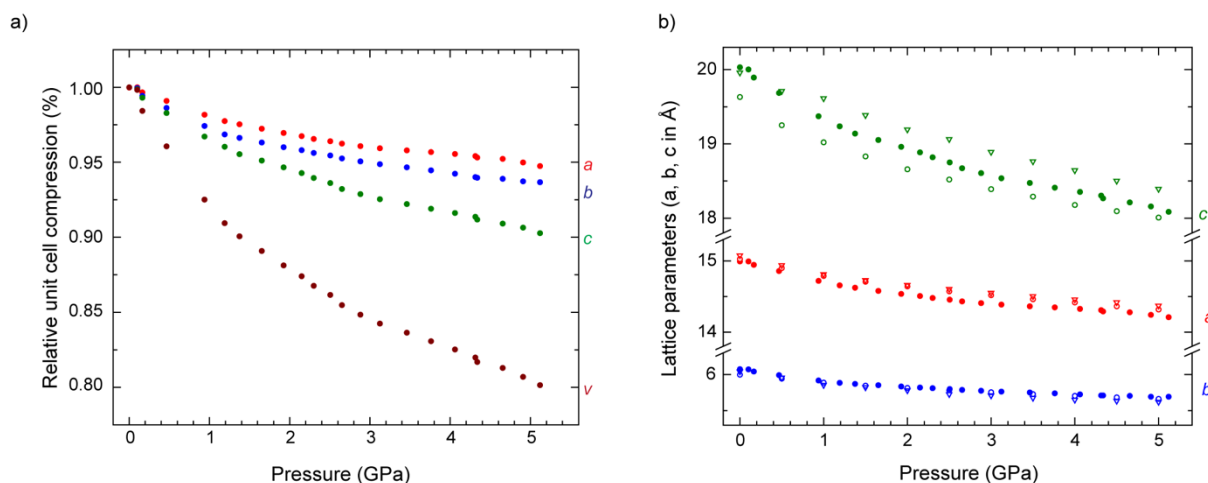 a)
Relative unit cell compression (%)
1.00
0.95
0.90
0.85
0.80
a
b
c
v
0 1 2 3 4 5
Pressure (GPa)
b)
Lattice parameters (a, b, c in Å)
20
19
18
15
14
6
c
a
b
0 1 2 3 4 5
Pressure (GPa)